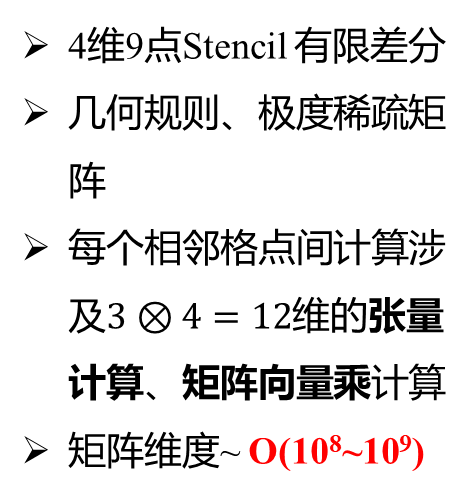 ➢ 4维9点Stencil有限差分
➢ 几何规则、极度稀疏矩
阵
➢ 每个相邻格点间计算涉
及3 ⊗ 4 = 12维的张量
计算、矩阵向量乘计算
➢ 矩阵维度~ O(10⁸~10⁹)